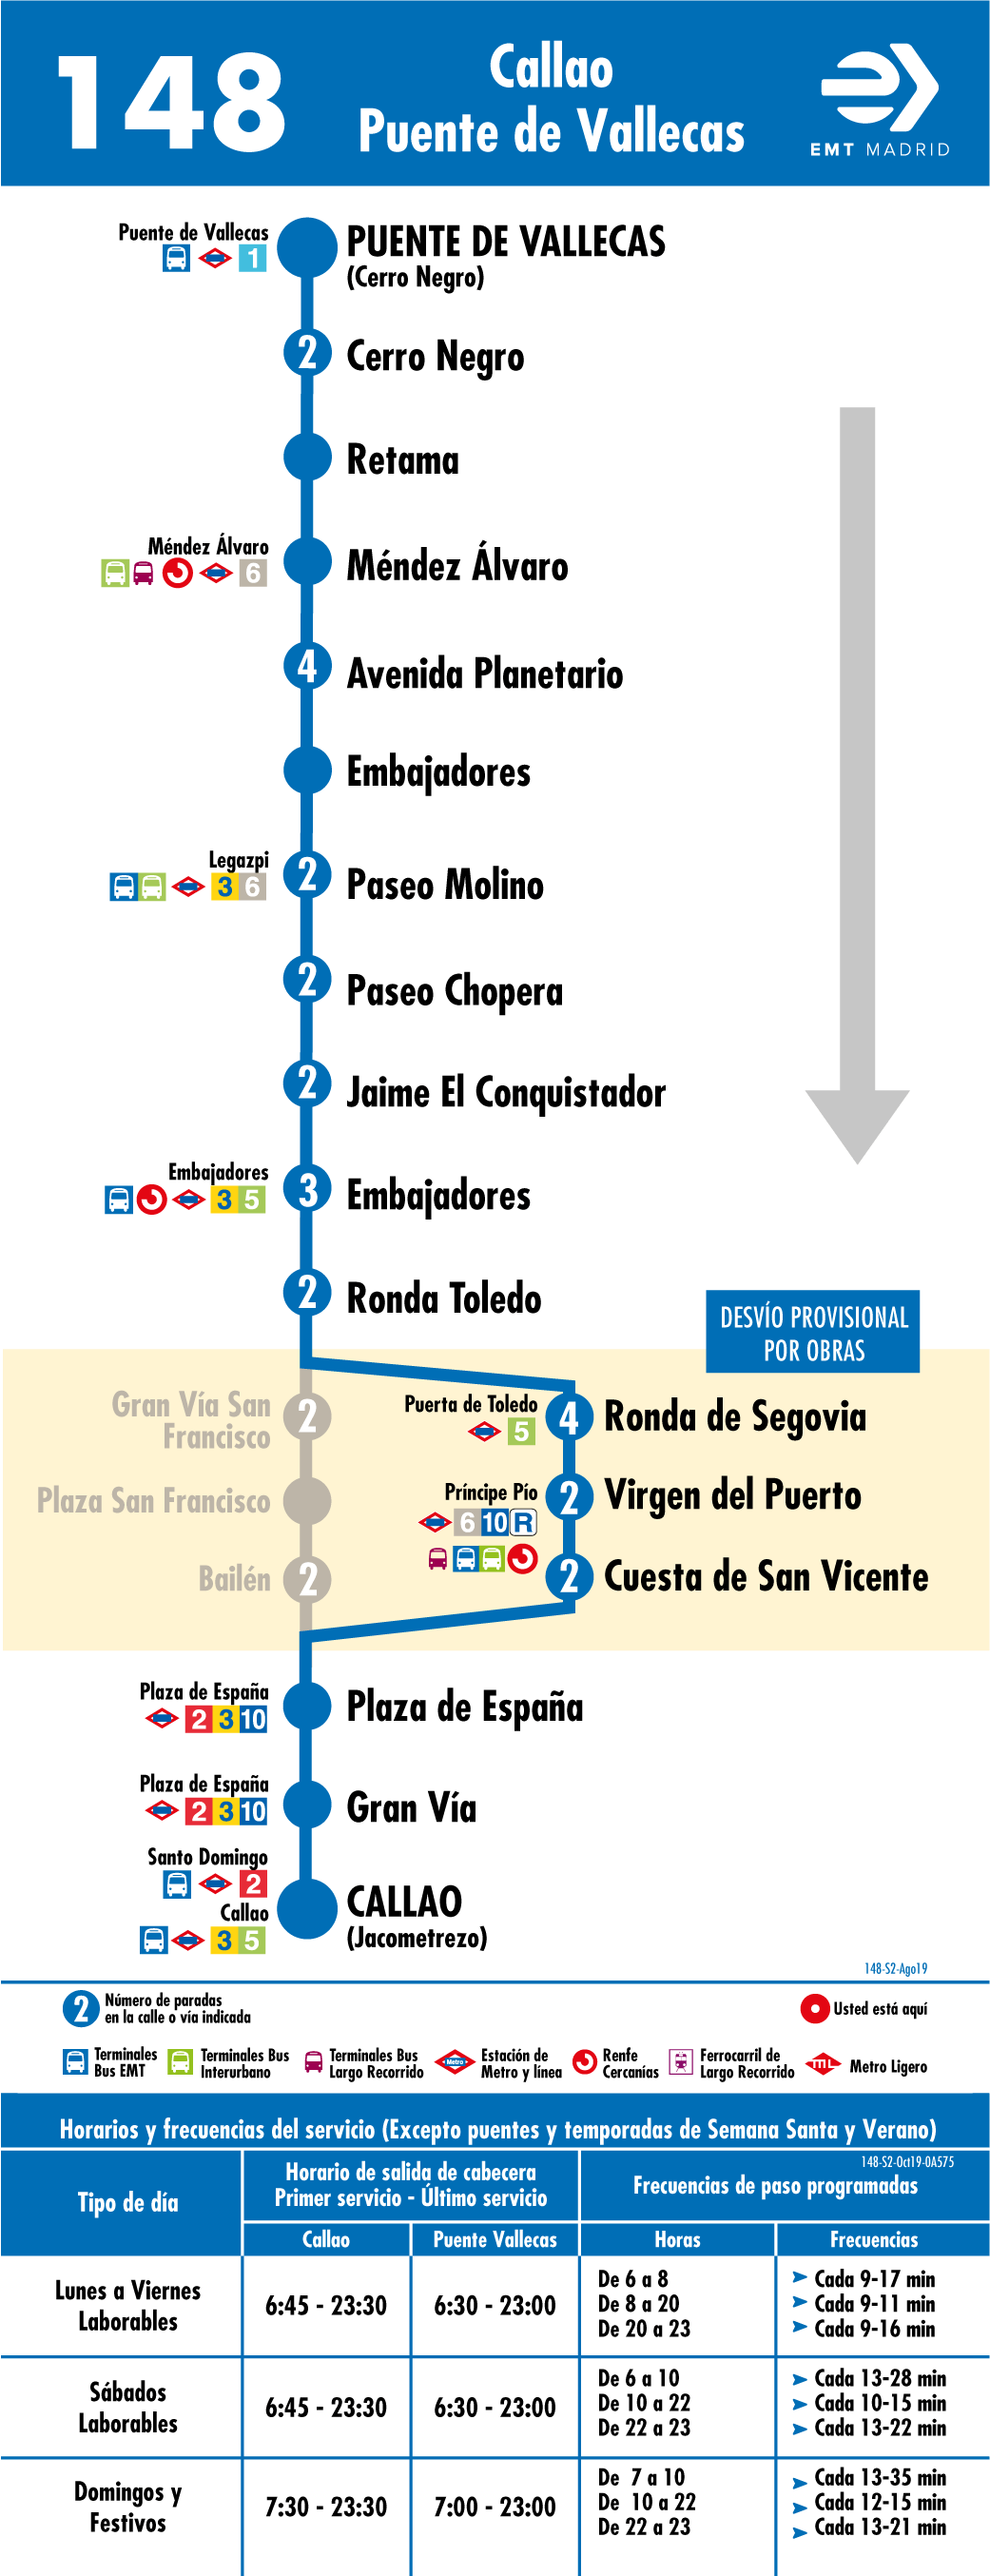 148
Callao
Puente de Vallecas
EMT MADRID
Puente de Vallecas
1
PUENTE DE VALLECAS
(Cerro Negro)
2
Cerro Negro
Retama
Méndez Álvaro
6
Méndez Álvaro
4
Avenida Planetario
Embajadores
Legazpi
3 6
2
Paseo Molino
2
Paseo Chopera
2
Jaime El Conquistador
Embajadores
3 5
3
Embajadores
2
Ronda Toledo
DESVÍO PROVISIONAL
POR OBRAS
Gran Vía San
Francisco
2
Puerta de Toledo
5
4
Ronda de Segovia
Plaza San Francisco
Príncipe Pío
6 10 R
2
Virgen del Puerto
Bailén
2
2
Cuesta de San Vicente
Plaza de España
2 3 10
Plaza de España
Plaza de España
2 3 10
Gran Vía
Santo Domingo
2
Callao
3 5
CALLAO
(Jacometrezo)
148-S2-Ago19
2
Número de paradas
en la calle o vía indicada
Usted está aquí
Terminales
Bus EMT
Terminales Bus
Interurbano
Terminales Bus
Largo Recorrido
Metro
Estación de
Metro y línea
Renfe
Cercanías
Ferrocarril de
Largo Recorrido
ML
Metro Ligero
Horarios y frecuencias del servicio (Excepto puentes y temporadas de Semana Santa y Verano)
148-S2-Oct19-0A575
Tipo de día
Horario de salida de cabecera
Primer servicio - Último servicio
Frecuencias de paso programadas
Callao
Puente Vallecas
Horas
Frecuencias
Lunes a Viernes
Laborables
6:45 - 23:30
6:30 - 23:00
De 6 a 8
Cada 9-17 min
De 8 a 20
Cada 9-11 min
De 20 a 23
Cada 9-16 min
Sábados
Laborables
6:45 - 23:30
6:30 - 23:00
De 6 a 10
Cada 13-28 min
De 10 a 22
Cada 10-15 min
De 22 a 23
Cada 13-22 min
Domingos y
Festivos
7:30 - 23:30
7:00 - 23:00
De 7 a 10
Cada 13-35 min
De 10 a 22
Cada 12-15 min
De 22 a 23
Cada 13-21 min